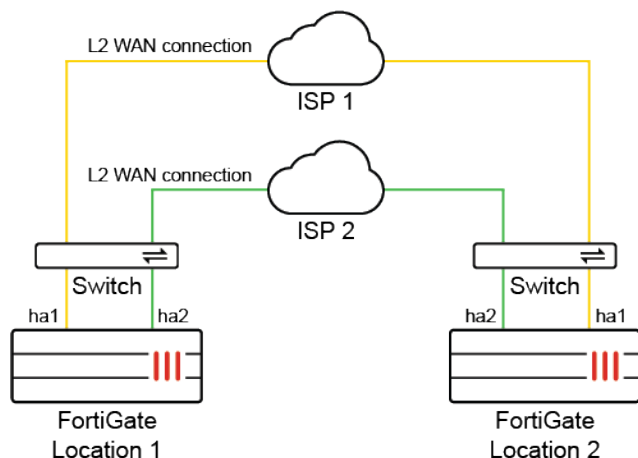 L2 WAN connection
ISP 1
L2 WAN connection
ISP 2
Switch
Switch
ha1
ha2
ha2
ha1
FortiGate
Location 1
FortiGate
Location 2